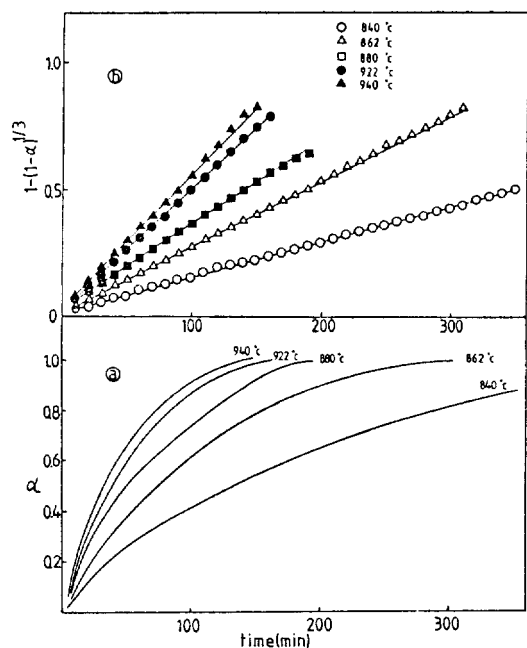 ○ 840 °c
△ 862 °c
■ 880 °c
● 922 °c
▲ 940 °c
ⓑ
1-(1-α)1/3
1.0
0.5
0
100
200
300
ⓐ
940 °c
922 °c
880 °c
862 °c
840 °c
α
1.0
0.8
0.6
0.4
0.2
100
200
300
time(min)